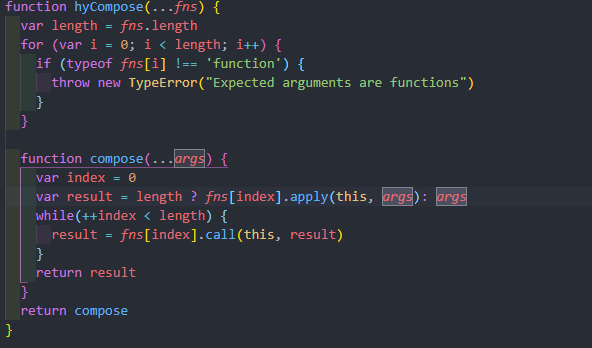 function hyCompose(...fns) {
  var length = fns.length
  for (var i = 0; i < length; i++) {
    if (typeof fns[i] !== 'function') {
      throw new TypeError("Expected arguments are functions")
    }
  }

  function compose(...args) {
    var index = 0
    var result = length ? fns[index].apply(this, args): args
    while(++index < length) {
      result = fns[index].call(this, result)
    }
    return result
  }
  return compose
}